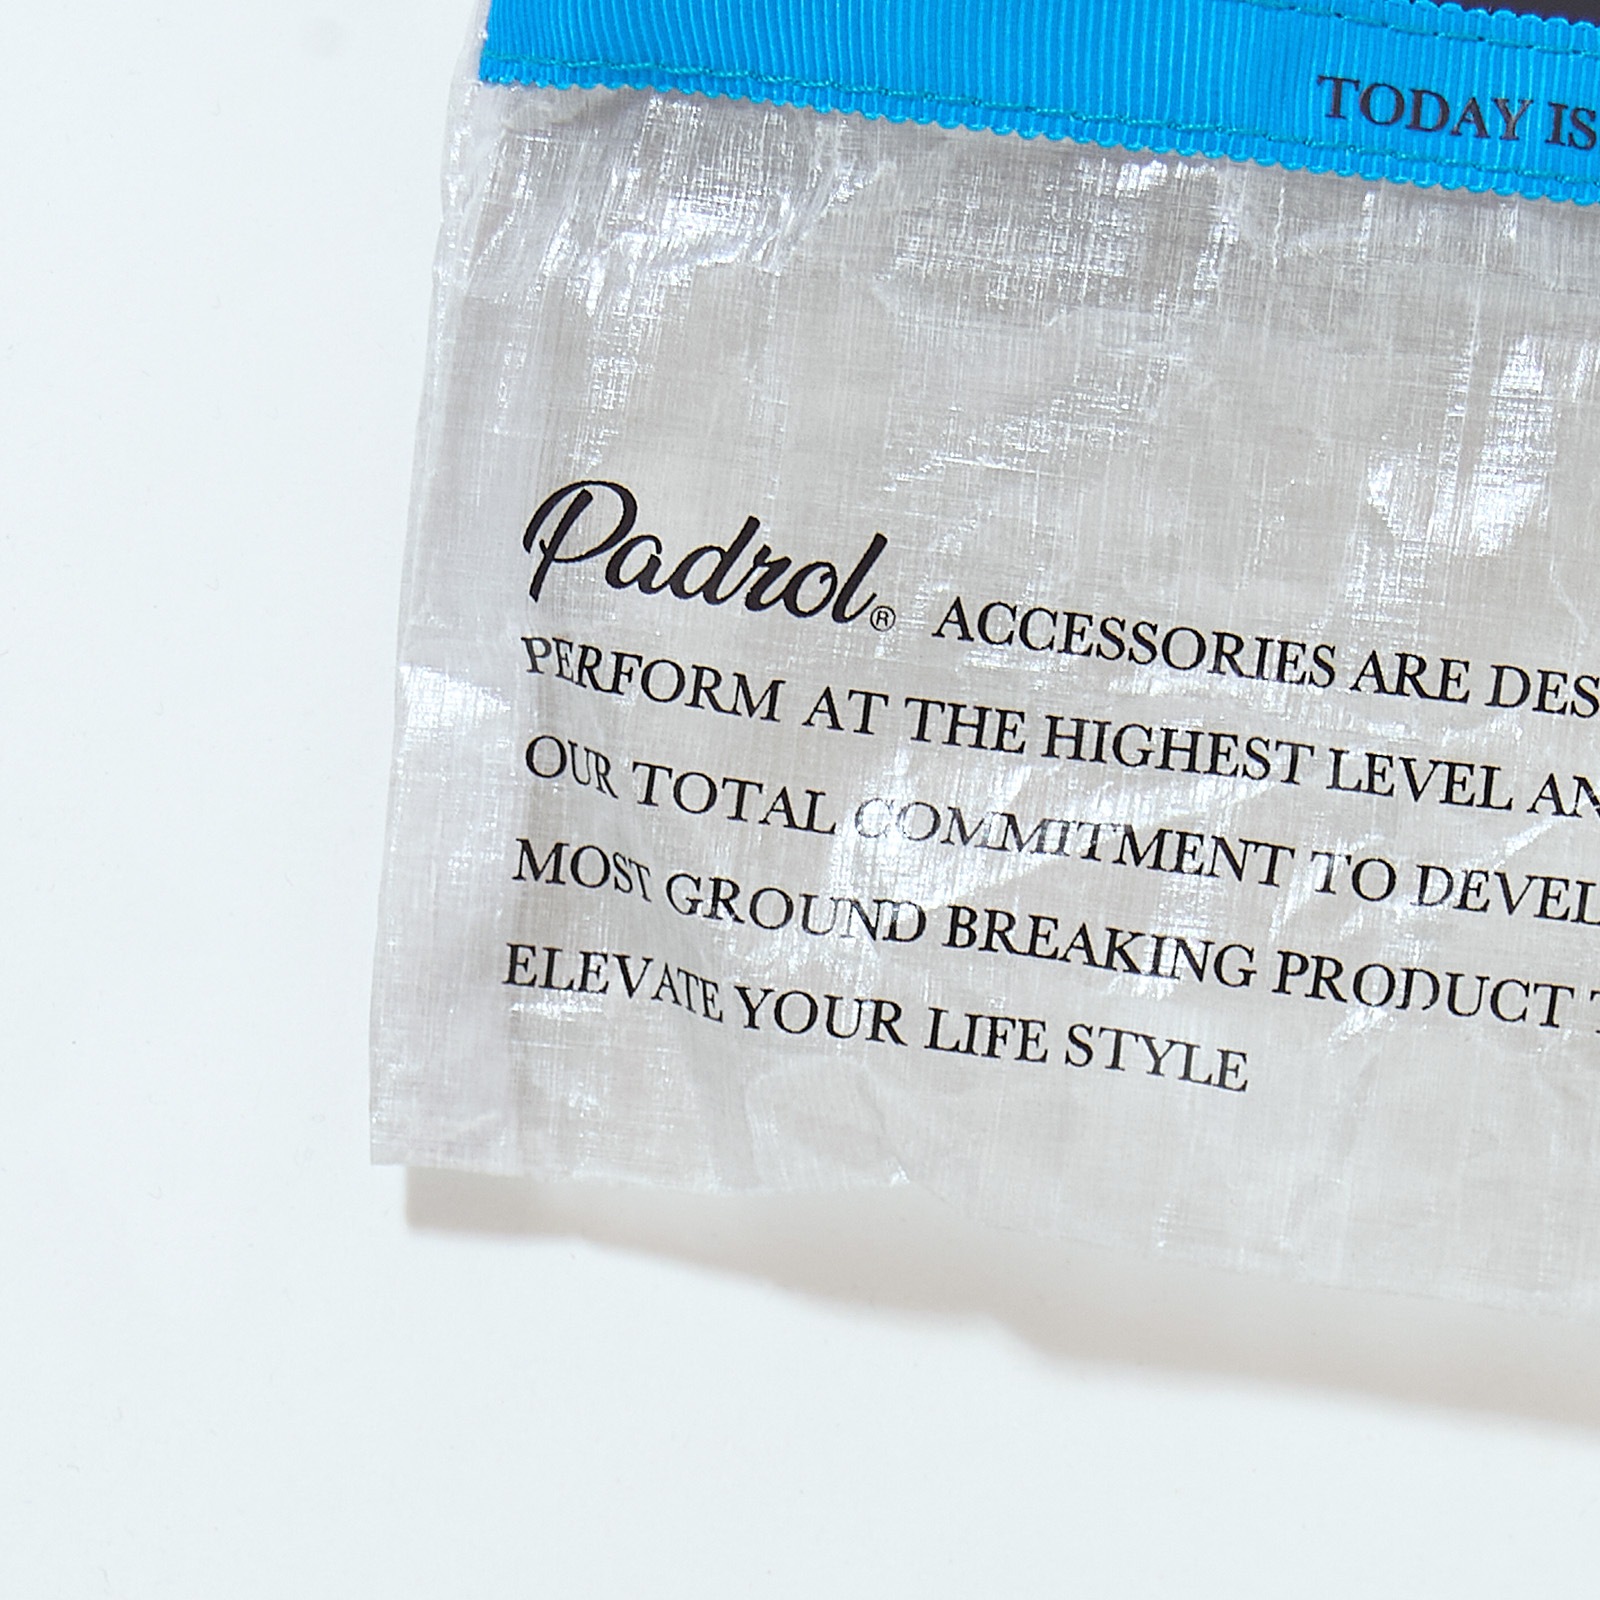 TODAY IS
Padrol® ACCESSORIES ARE DES
PERFORM AT THE HIGHEST LEVEL AN
OUR TOTAL COMMITMENT TO DEVEL
MOST GROUND BREAKING PRODUCT T
ELEVATE YOUR LIFE STYLE